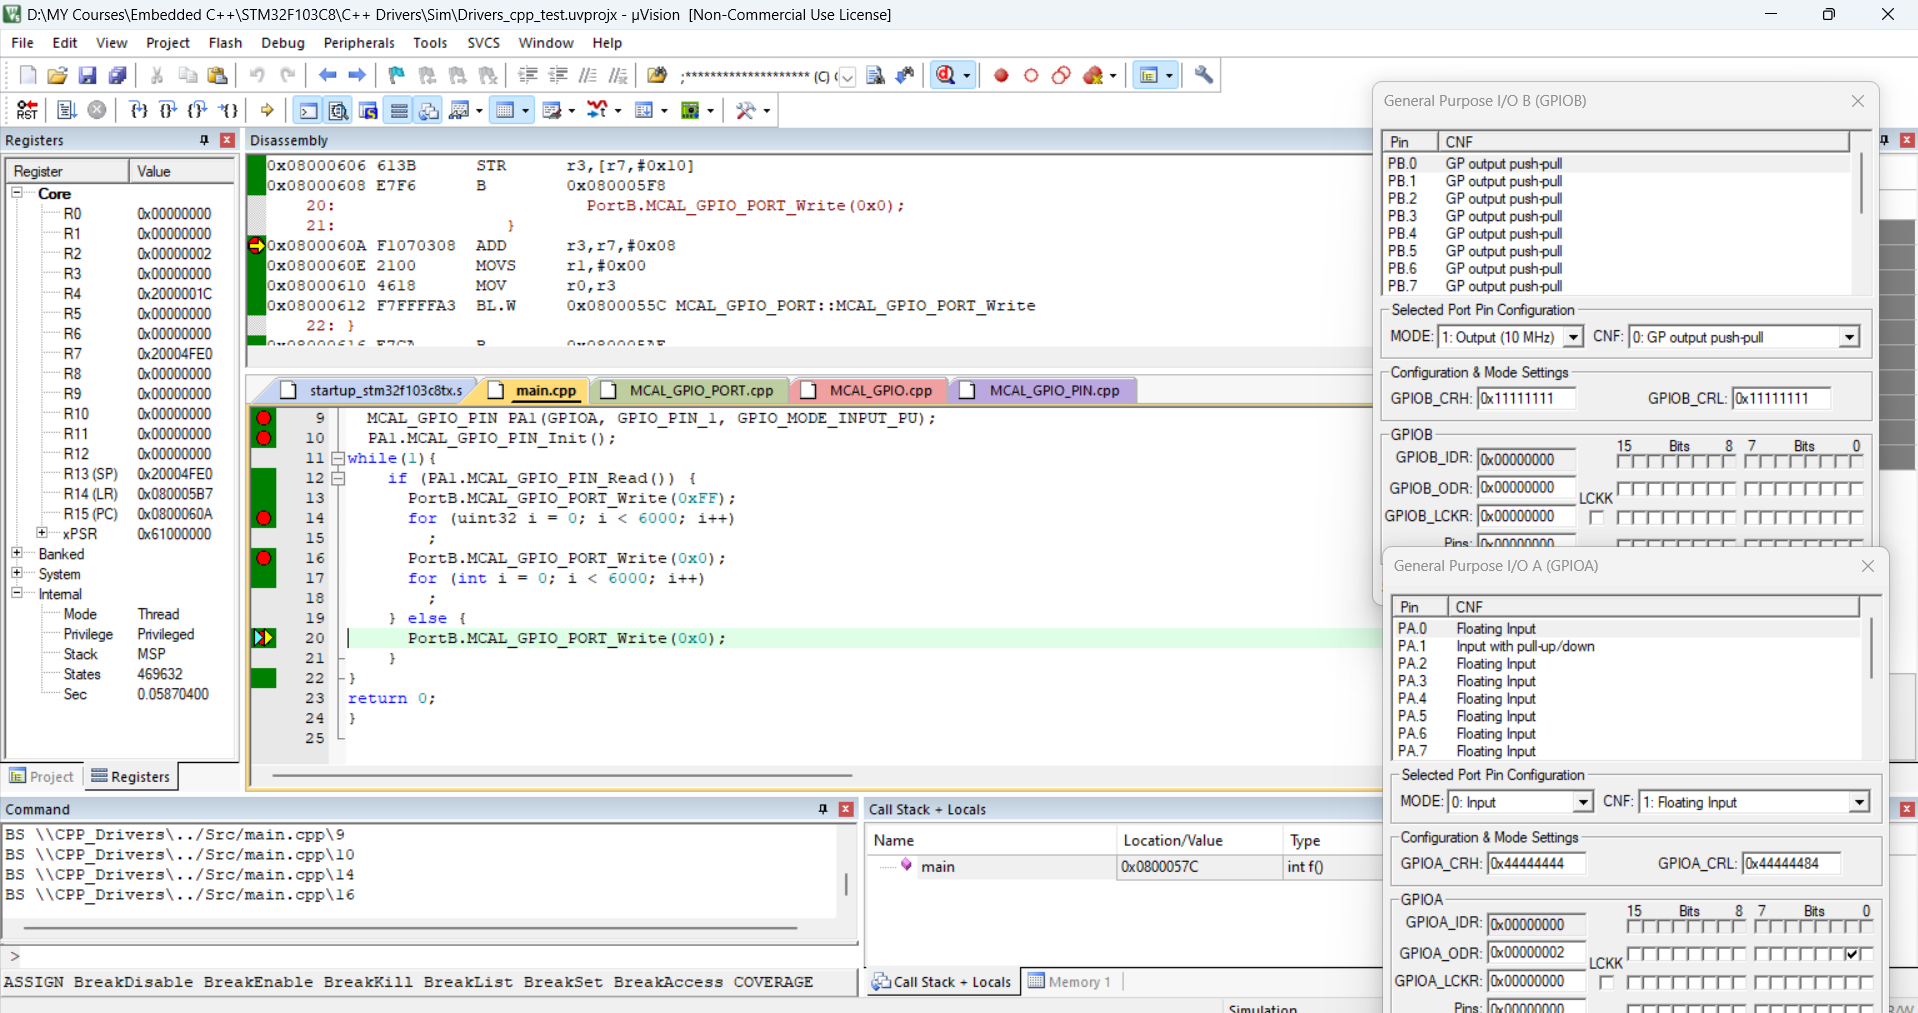 D:\MY Courses\Embedded C++\STM32F103C8\C++ Drivers\Sim\Drivers_cpp_test.uvprojx - µVision [Non-Commercial Use License]
File Edit View Project Flash Debug Peripherals Tools SVCS Window Help
;******************** (C) (
RST
Registers
Register Value
Core
R0 0x00000000
R1 0x00000000
R2 0x00000002
R3 0x00000000
R4 0x2000001C
R5 0x00000000
R6 0x00000000
R7 0x20004FE0
R8 0x00000000
R9 0x00000000
R10 0x00000000
R11 0x00000000
R12 0x00000000
R13 (SP) 0x20004FE0
R14 (LR) 0x080005B7
R15 (PC) 0x0800060A
xPSR 0x61000000
Banked
System
Internal
Mode Thread
Privilege Privileged
Stack MSP
States 469632
Sec 0.05870400
Project Registers
Disassembly
0x08000606 613B STR r3,[r7,#0x10]
0x08000608 E7F6 B 0x080005F8
20: PortB.MCAL_GPIO_PORT_Write(0x0);
21: }
0x0800060A F1070308 ADD r3,r7,#0x08
0x0800060E 2100 MOVS r1,#0x00
0x08000610 4618 MOV r0,r3
0x08000612 F7FFFFA3 BL.W 0x0800055C MCAL_GPIO_PORT::MCAL_GPIO_PORT_Write
22: }
startup_stm32f103c8tx.s main.cpp MCAL_GPIO_PORT.cpp MCAL_GPIO.cpp MCAL_GPIO_PIN.cpp
9 MCAL_GPIO_PIN PA1(GPIOA, GPIO_PIN_1, GPIO_MODE_INPUT_PU);
10 PA1.MCAL_GPIO_PIN_Init();
11 while(1){
12 if (PA1.MCAL_GPIO_PIN_Read()) {
13 PortB.MCAL_GPIO_PORT_Write(0xFF);
14 for (uint32 i = 0; i < 6000; i++)
15 ;
16 PortB.MCAL_GPIO_PORT_Write(0x0);
17 for (int i = 0; i < 6000; i++)
18 ;
19 } else {
20 PortB.MCAL_GPIO_PORT_Write(0x0);
21 }
22 }
23 return 0;
24 }
25
Command
BS \\CPP_Drivers\../Src/main.cpp\9
BS \\CPP_Drivers\../Src/main.cpp\10
BS \\CPP_Drivers\../Src/main.cpp\14
BS \\CPP_Drivers\../Src/main.cpp\16
>
ASSIGN BreakDisable BreakEnable BreakKill BreakList BreakSet BreakAccess COVERAGE
Call Stack + Locals
Name Location/Value Type
main 0x0800057C int f()
Call Stack + Locals Memory 1
Simulation
General Purpose I/O B (GPIOB)
Pin CNF
PB.0 GP output push-pull
PB.1 GP output push-pull
PB.2 GP output push-pull
PB.3 GP output push-pull
PB.4 GP output push-pull
PB.5 GP output push-pull
PB.6 GP output push-pull
PB.7 GP output push-pull
Selected Port Pin Configuration
MODE: 1: Output (10 MHz) CNF: 0: GP output push-pull
Configuration & Mode Settings
GPIOB_CRH: 0x11111111 GPIOB_CRL: 0x11111111
GPIOB
15 Bits 8 7 Bits 0
GPIOB_IDR: 0x00000000
GPIOB_ODR: 0x00000000
LCKK
GPIOB_LCKR: 0x00000000
Pins: 0x00000000
General Purpose I/O A (GPIOA)
Pin CNF
PA.0 Floating Input
PA.1 Input with pull-up/down
PA.2 Floating Input
PA.3 Floating Input
PA.4 Floating Input
PA.5 Floating Input
PA.6 Floating Input
PA.7 Floating Input
Selected Port Pin Configuration
MODE: 0: Input CNF: 1: Floating Input
Configuration & Mode Settings
GPIOA_CRH: 0x44444444 GPIOA_CRL: 0x44444484
GPIOA
15 Bits 8 7 Bits 0
GPIOA_IDR: 0x00000000
GPIOA_ODR: 0x00000002
LCKK
GPIOA_LCKR: 0x00000000
Pins: 0x00000000
R/W